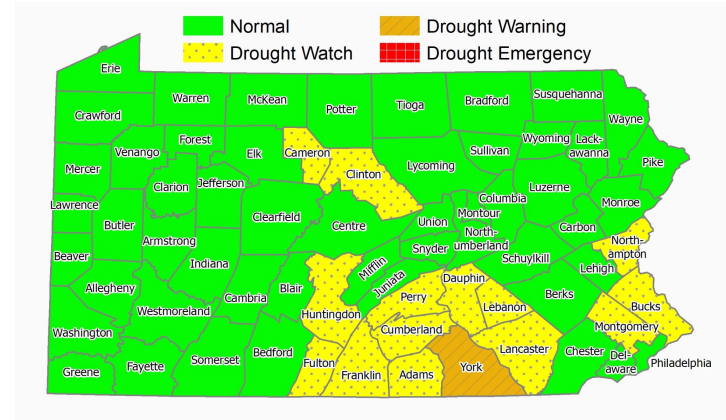 Normal
Drought Warning
Drought Watch
Drought Emergency
Erie
Crawford
Warren
McKean
Potter
Tioga
Bradford
Susquehanna
Wayne
Forest
Venango
Elk
Cameron
Clinton
Lycoming
Sullivan
Wyoming
Lack-
awanna
Pike
Mercer
Clarion
Jefferson
Clearfield
Centre
Union
Montour
Columbia
Luzerne
Monroe
Lawrence
Butler
Armstrong
Indiana
Snyder
North-
umberland
Schuylkill
Carbon
North-
ampton
Lehigh
Beaver
Allegheny
Westmoreland
Cambria
Blair
Huntingdon
Mifflin
Juniata
Perry
Dauphin
Lebanon
Berks
Bucks
Montgomery
Washington
Greene
Fayette
Somerset
Bedford
Fulton
Franklin
Cumberland
Adams
York
Lancaster
Chester
Del-
aware
Philadelphia